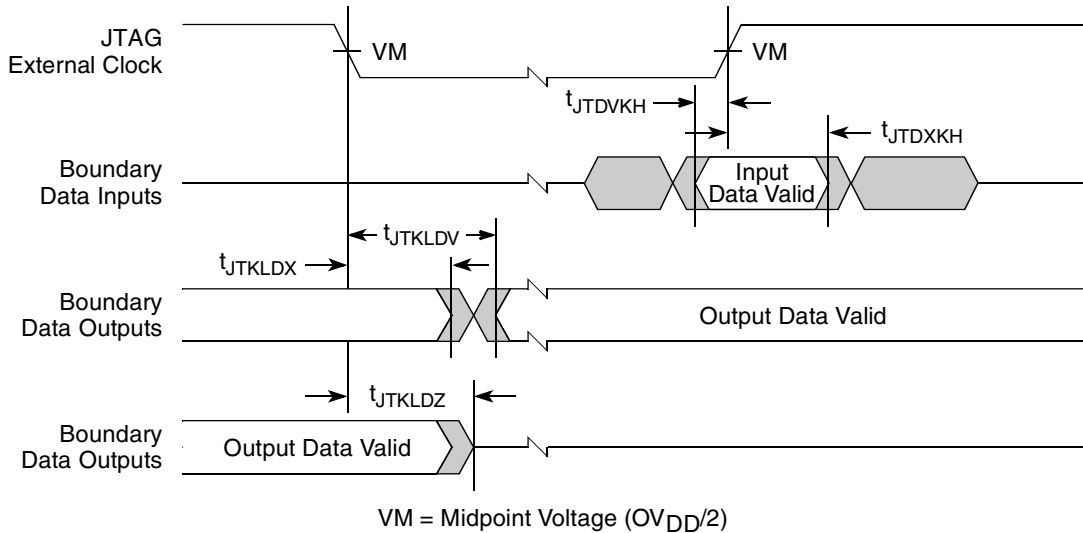 JTAG
External Clock
VM
VM
tJTDVKH
tJTDXKH
Boundary
Data Inputs
Input
Data Valid
tJTKLDV
tJTKLDX
Boundary
Data Outputs
Output Data Valid
tJTKLDZ
Boundary
Data Outputs
Output Data Valid
VM = Midpoint Voltage (OVDD/2)